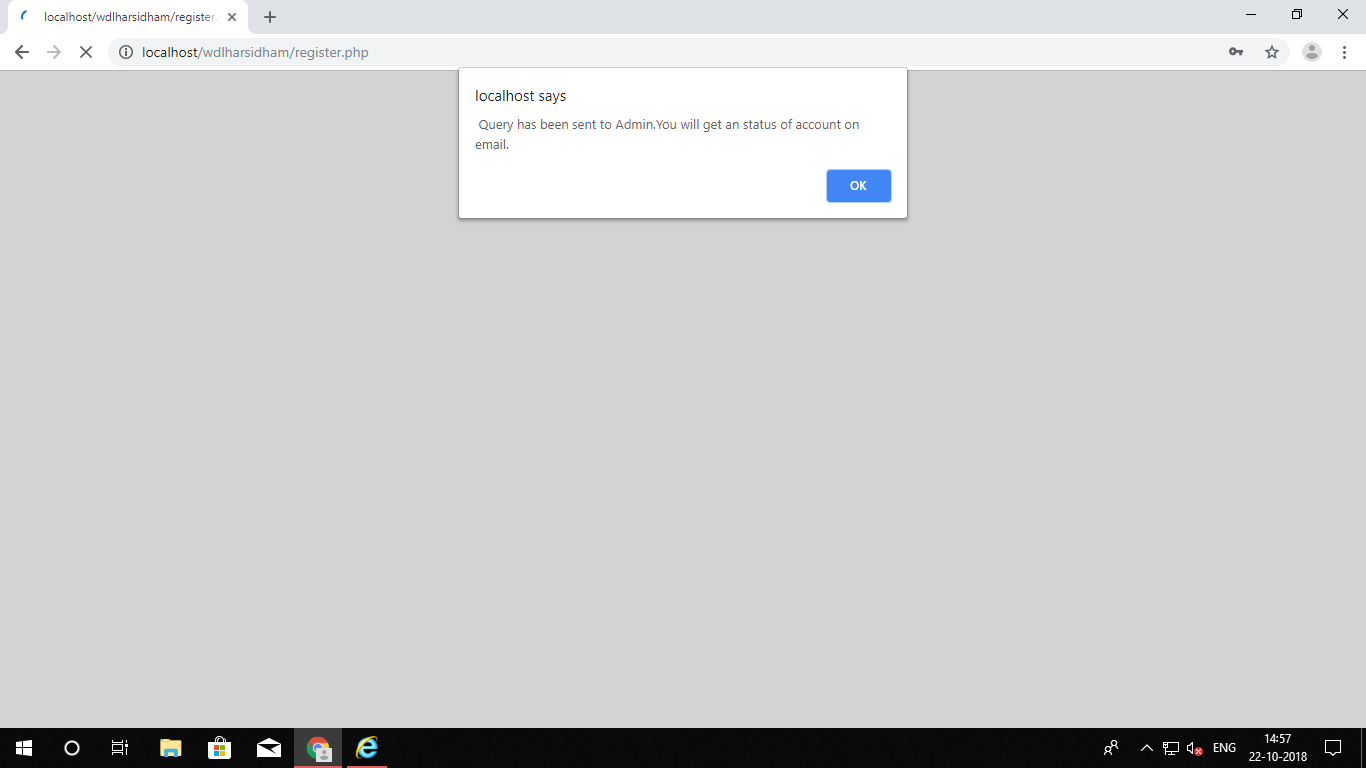 localhost/wdlharsidham/register.
localhost/wdlharsidham/register.php
localhost says
Query has been sent to Admin.You will get an status of account on
email.
OK
ENG
14:57
22-10-2018